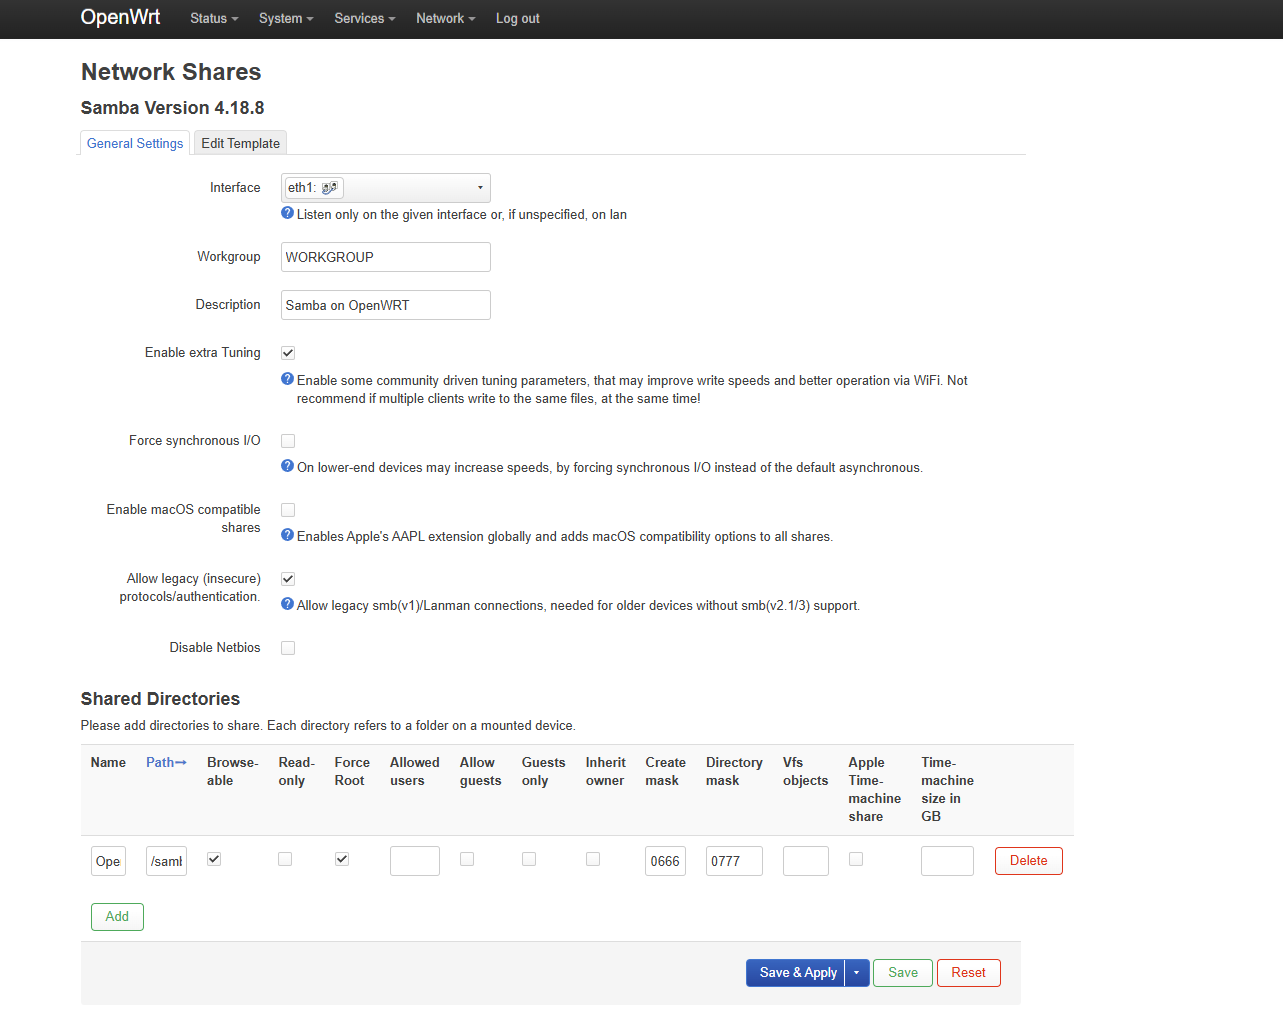 OpenWrt Status System Services Network Log out
Network Shares
Samba Version 4.18.8
General Settings Edit Template
Interface eth1:
Listen only on the given interface or, if unspecified, on lan
Workgroup WORKGROUP
Description Samba on OpenWRT
Enable extra Tuning
Enable some community driven tuning parameters, that may improve write speeds and better operation via WiFi. Not
recommend if multiple clients write to the same files, at the same time!
Force synchronous I/O
On lower-end devices may increase speeds, by forcing synchronous I/O instead of the default asynchronous.
Enable macOS compatible
shares
Enables Apple's AAPL extension globally and adds macOS compatibility options to all shares.
Allow legacy (insecure)
protocols/authentication.
Allow legacy smb(v1)/Lanman connections, needed for older devices without smb(v2.1/3) support.
Disable Netbios
Shared Directories
Please add directories to share. Each directory refers to a folder on a mounted device.
Name Path→ Browse- Read- Force Allowed Allow Guests Inherit Create Directory Vfs Apple Time-
able only Root users guests only owner mask mask objects Time- machine
machine size in
share GB
Ope /saml 0666 0777 Delete
Add
Save & Apply Save Reset